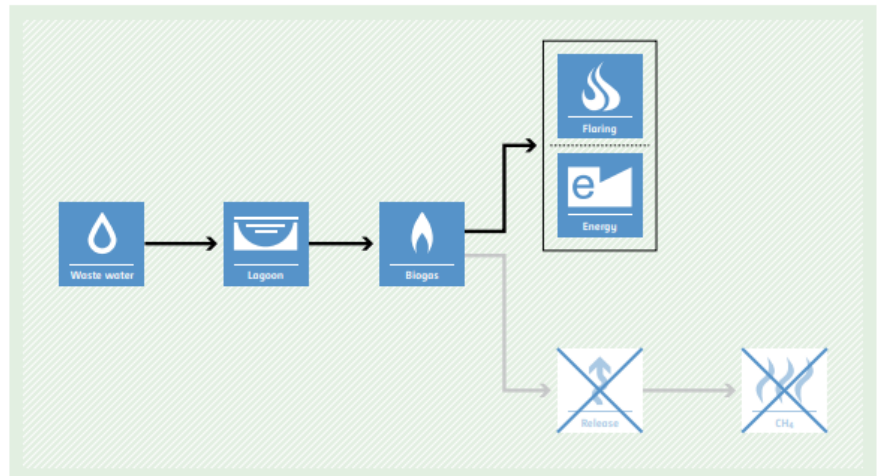 Flaring
e
Energy
Waste water
Lagoon
Biogas
Release
CH₄